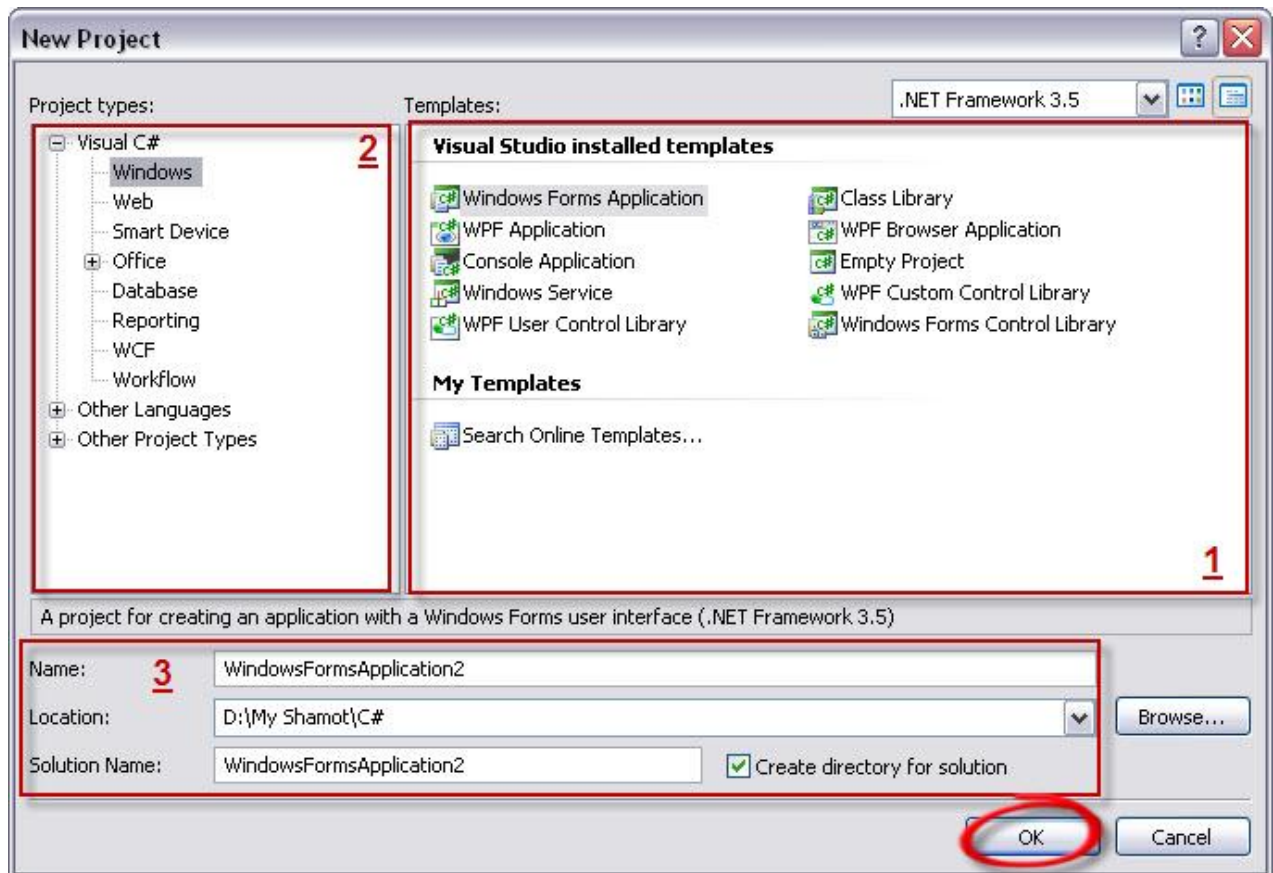 New Project
Project types:
Templates:
.NET Framework 3.5
Visual C#
2
Windows
Web
Smart Device
Office
Database
Reporting
WCF
Workflow
Other Languages
Other Project Types
Visual Studio installed templates
Windows Forms Application
Class Library
WPF Application
WPF Browser Application
Console Application
Empty Project
Windows Service
WPF Custom Control Library
WPF User Control Library
Windows Forms Control Library
My Templates
Search Online Templates...
1
A project for creating an application with a Windows Forms user interface (.NET Framework 3.5)
Name:
3
WindowsFormsApplication2
Location:
D:\My Shamot\C#
Browse...
Solution Name:
WindowsFormsApplication2
Create directory for solution
OK
Cancel